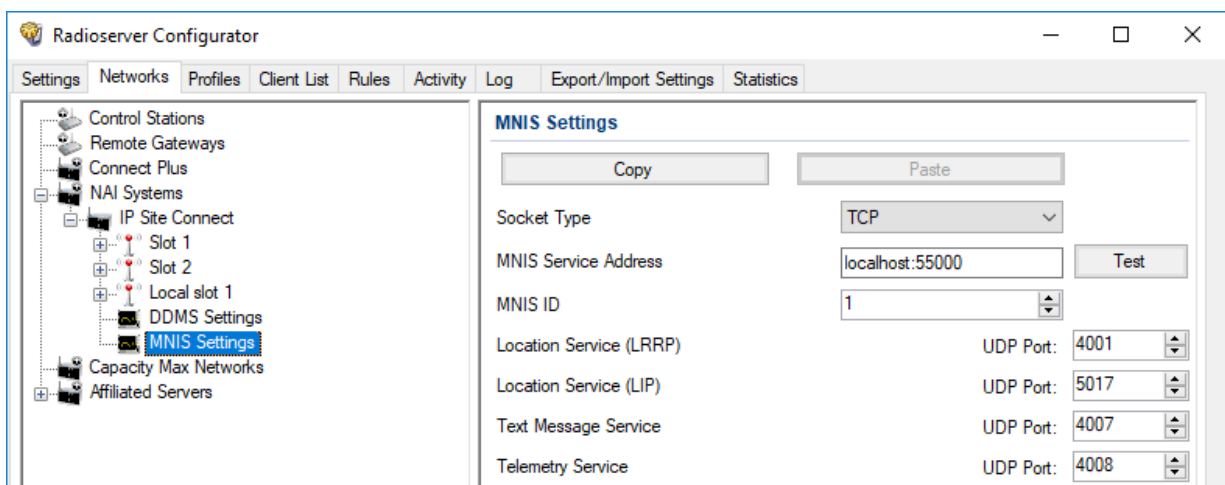 Radioserver Configurator
Settings Networks Profiles Client List Rules Activity Log Export/Import Settings Statistics
Control Stations
Remote Gateways
Connect Plus
NAI Systems
IP Site Connect
Slot 1
Slot 2
Local slot 1
DDMS Settings
MNIS Settings
Capacity Max Networks
Affiliated Servers
MNIS Settings
Copy Paste
Socket Type TCP
MNIS Service Address localhost:55000 Test
MNIS ID 1
Location Service (LRRP) UDP Port: 4001
Location Service (LIP) UDP Port: 5017
Text Message Service UDP Port: 4007
Telemetry Service UDP Port: 4008